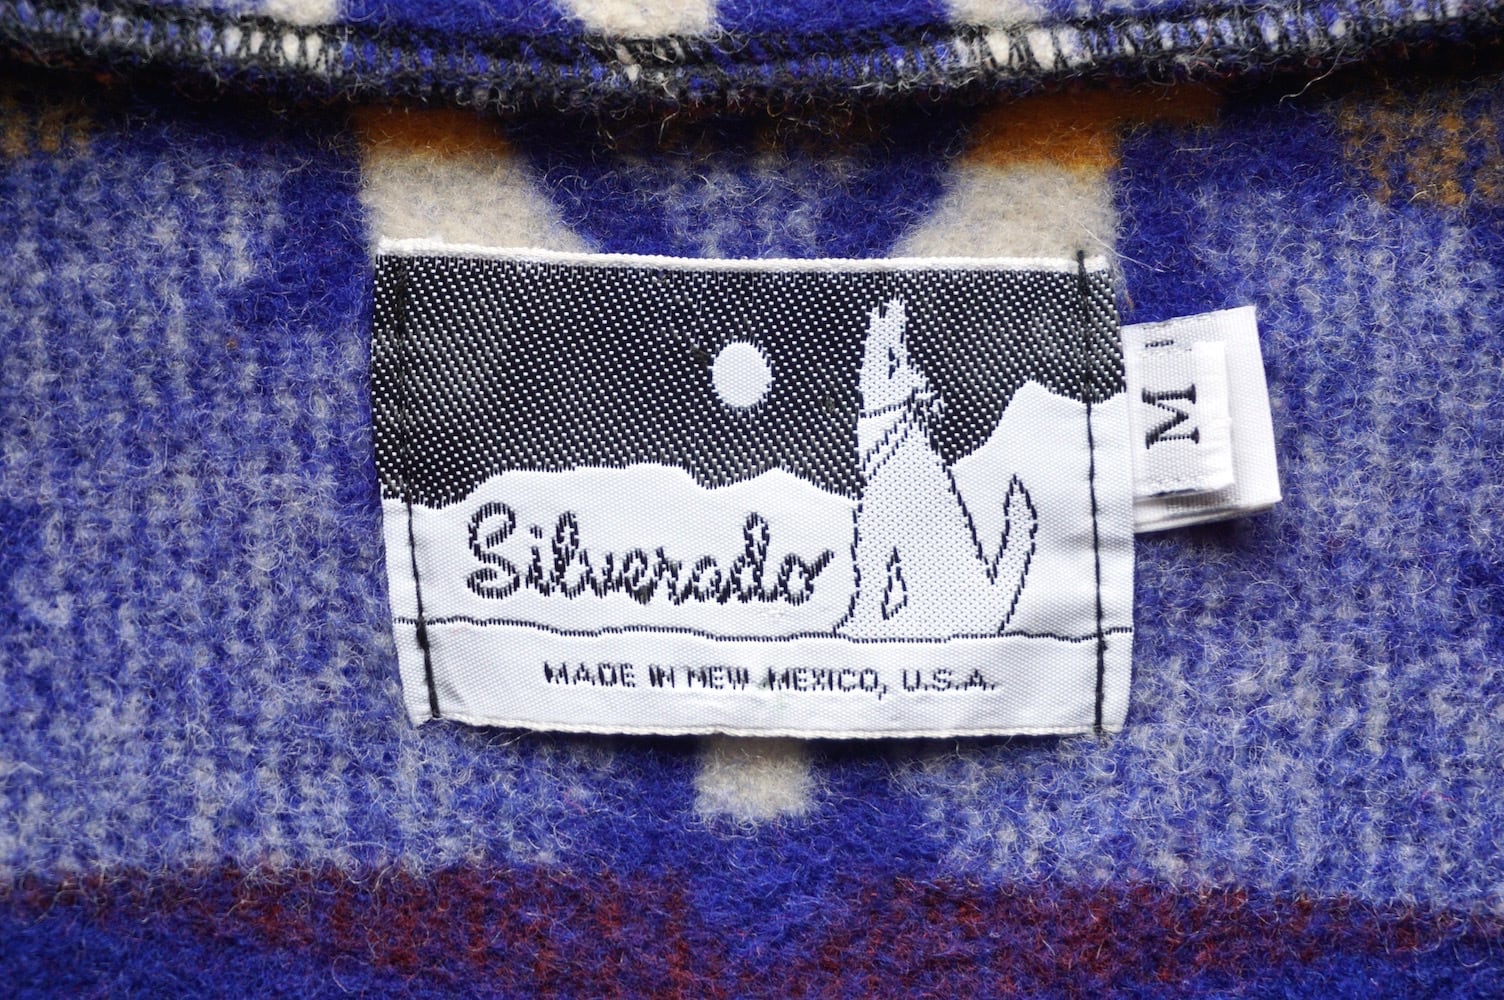 Silverado
MADE IN NEW MEXICO, U.S.A.
M